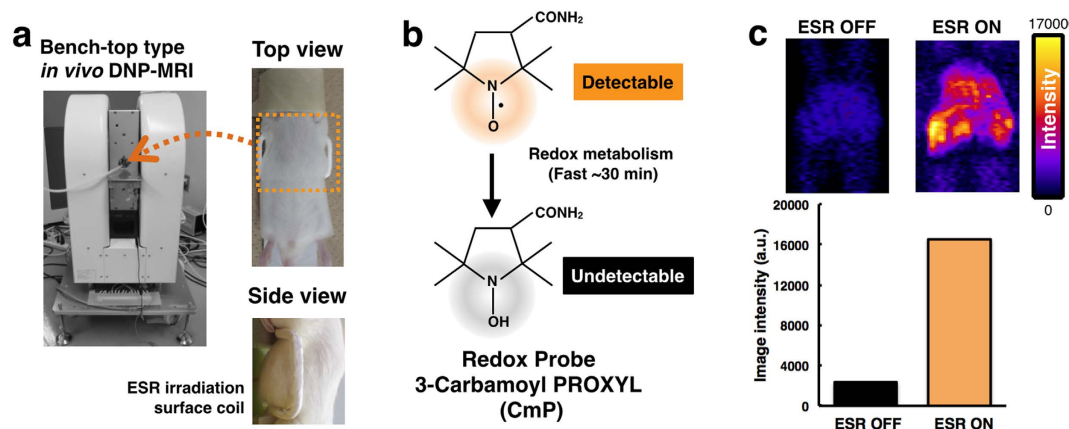 a
Bench-top type
in vivo DNP-MRI
Top view
Side view
ESR irradiation
surface coil
b
CONH₂
N
O
Detectable
Redox metabolism
(Fast ~30 min)
CONH₂
N
OH
Undetectable
Redox Probe
3-Carbamoyl PROXYL
(CmP)
c
ESR OFF
ESR ON
17000
Intensity
0
Image intensity (a.u.)
20000
16000
12000
8000
4000
0
ESR OFF
ESR ON